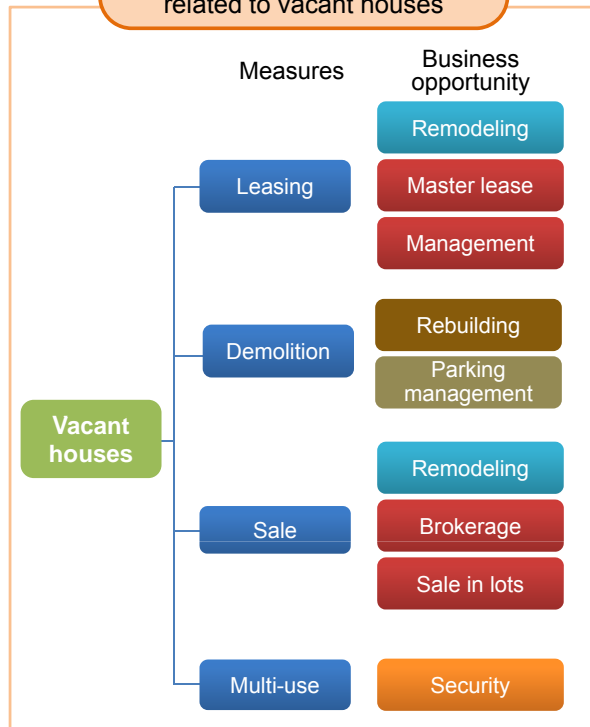 related to vacant houses
Measures
Business
opportunity
Remodeling
Leasing
Master lease
Management
Rebuilding
Demolition
Parking
management
Vacant
houses
Remodeling
Sale
Brokerage
Sale in lots
Multi-use
Security